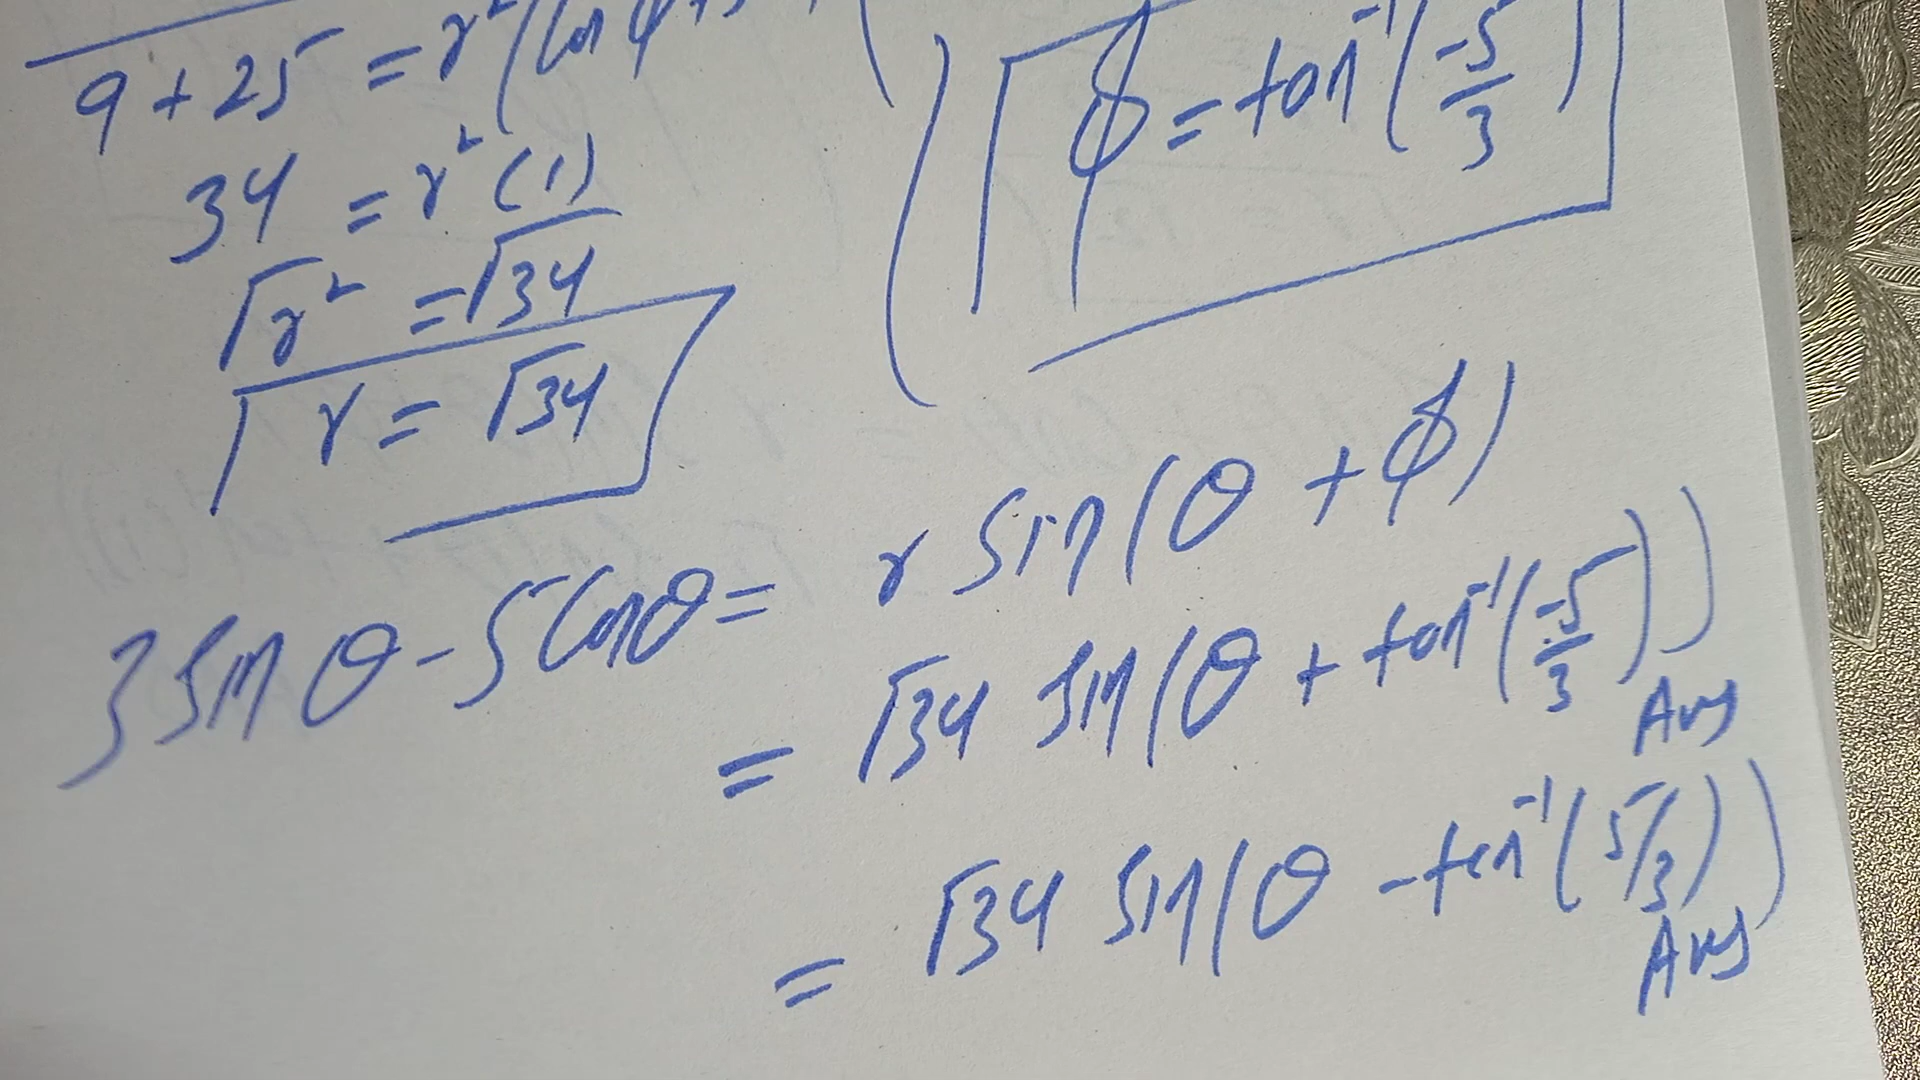 9 + 25 = r²(cos φ +
34 = r² (1)
√r² = √34
r = √34
φ = tan⁻¹(-5/3)
3 sin θ - 5 cos θ = r sin(θ + φ)
= √34 sin(θ + tan⁻¹(-5/3)) Ans
= √34 sin(θ - tan⁻¹(5/3)) Ans